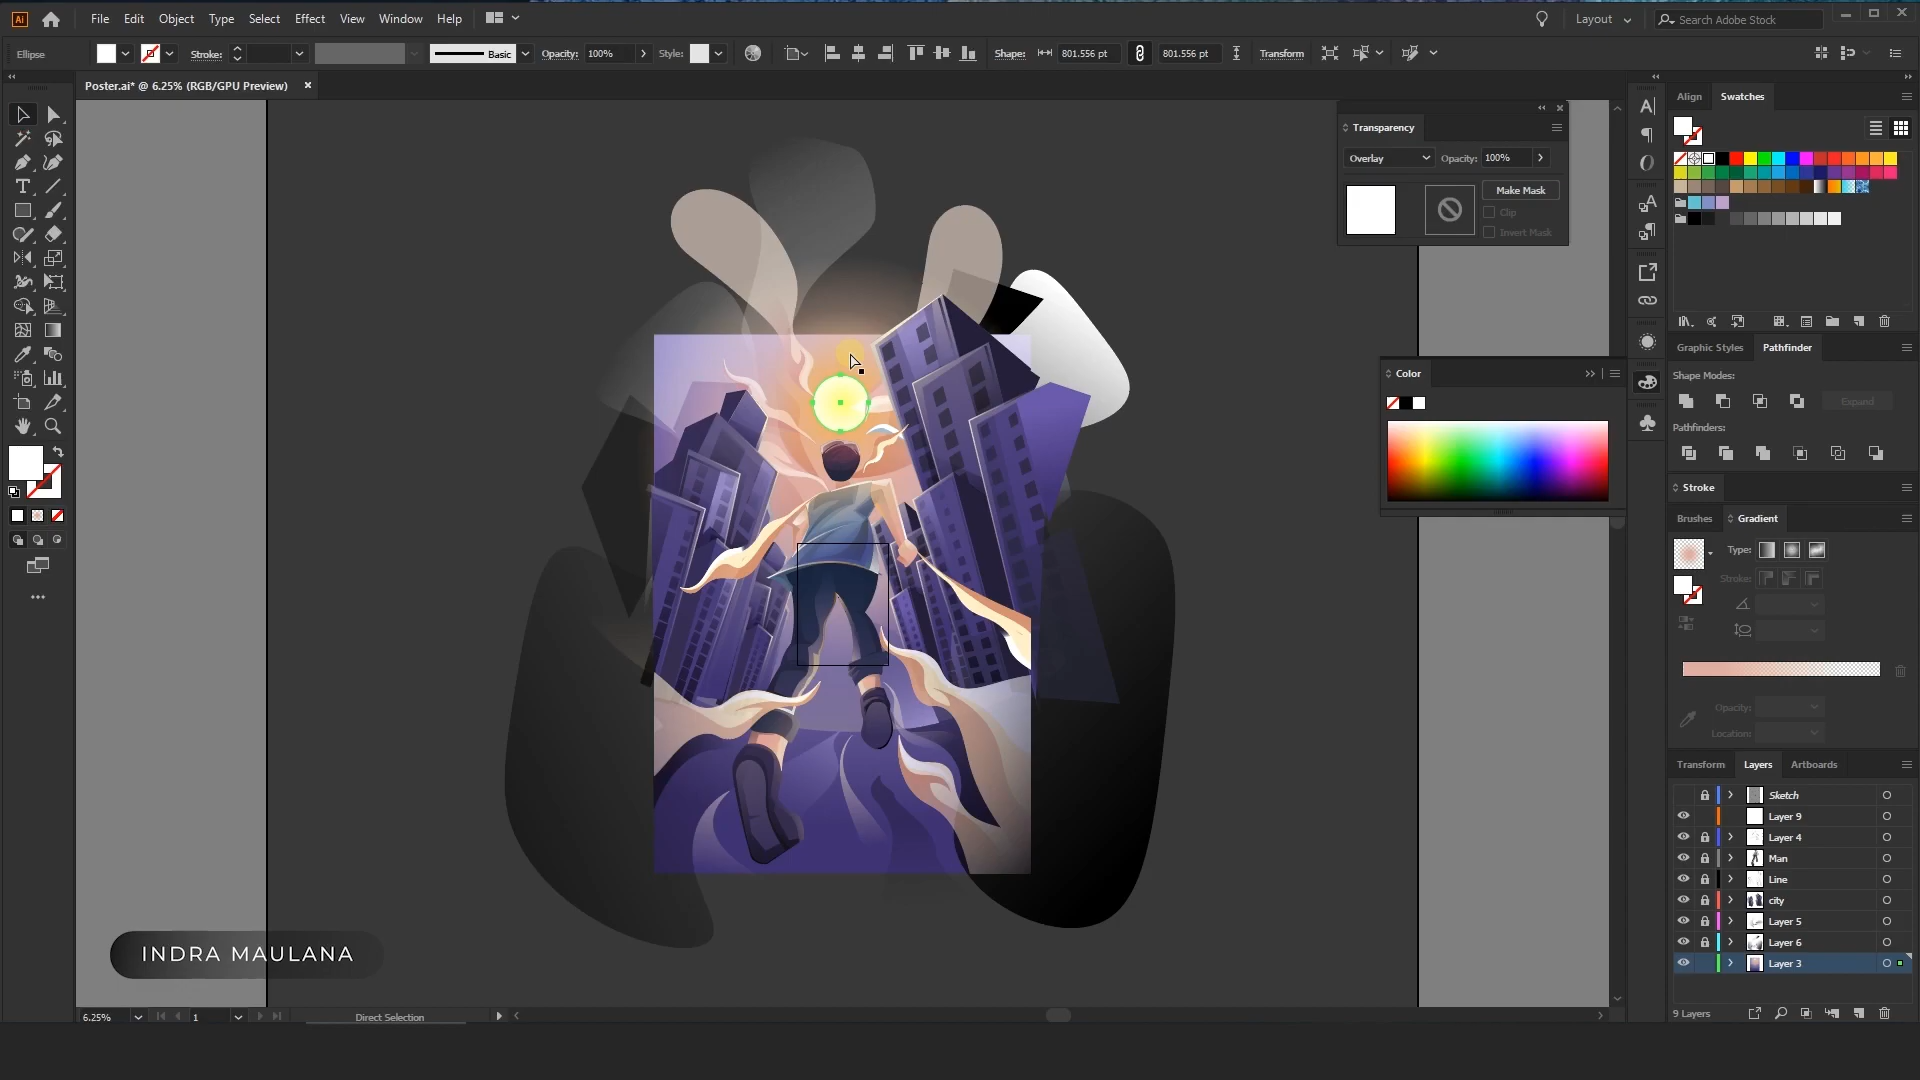 Ai File Edit Object Type Select Effect View Window Help Layout Search Adobe Stock
Ellipse Stroke: Basic Opacity: 100% Style: Shape: 801.556 pt 801.556 pt Transform
Poster.ai* @ 6.25% (RGB/GPU Preview)
Transparency
Overlay Opacity: 100%
Make Mask
Clip
Invert Mask
Color
Align Swatches
Graphic Styles Pathfinder
Shape Modes:
Expand
Pathfinders:
Stroke
Brushes Gradient
Type:
Stroke:
Opacity:
Location:
Transform Layers Artboards
Sketch
Layer 9
Layer 4
Man
Line
city
Layer 5
Layer 6
Layer 3
9 Layers
INDRA MAULANA
6.25% 1 Direct Selection